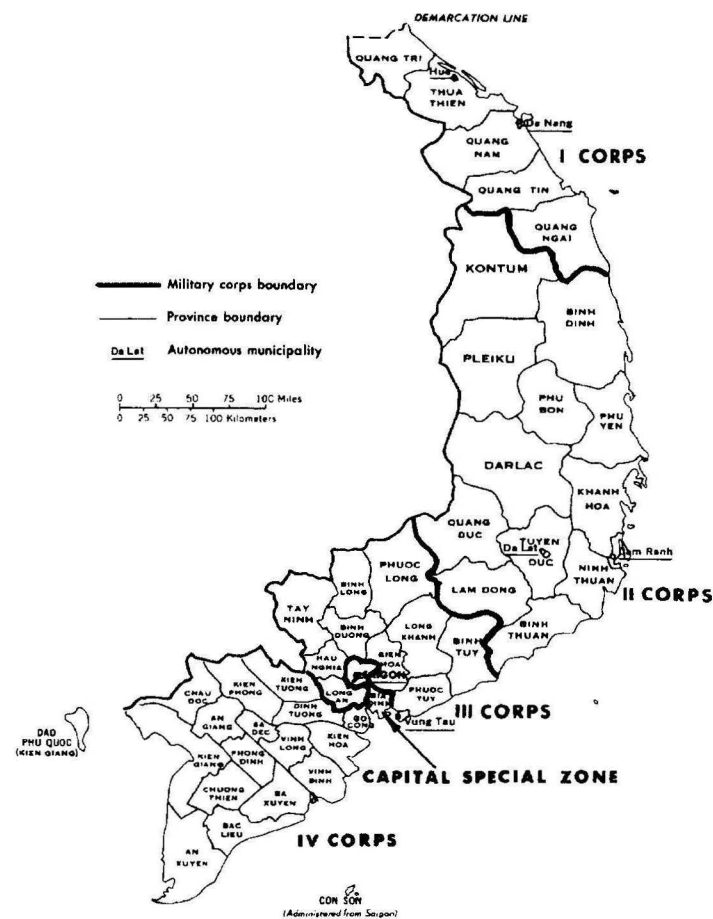 DEMARCATION LINE
QUANG TRI
Hue
THUA
THIEN
Da Nang
QUANG
NAM
I CORPS
QUANG TIN
QUANG
NGAI
KONTUM
Military corps boundary
Province boundary
Da Lat Autonomous municipality
0 25 50 75 100 Miles
0 25 50 75 100 Kilometers
BINH
DINH
PLEIKU
PHU
BON
PHU
YEN
DARLAC
KHANH
HOA
QUANG
DUC
Da Lat
TUYEN
DUC
Cam Ranh
NINH
THUAN
II CORPS
PHUOC
LONG
BINH
LONG
LAM DONG
TAY
NINH
BINH
DUONG
LONG
KHANH
BINH
TUY
BINH
THUAN
HAU
NGHIA
BIEN
HOA
SAIGON
LONG
AN
GIA
DINH
PHUOC
TUY
III CORPS
Vung Tau
CHAU
DOC
KIEN
PHONG
KIEN
TUONG
DINH
TUONG
GO
CONG
DAO
PHU QUOC
(KIEN GIANG)
AN
GIANG
SA
DEC
VINH
LONG
KIEN
HOA
KIEN
GIANG
PHONG
DINH
CAPITAL SPECIAL ZONE
VINH
BINH
CHUONG
THIEN
BA
XUYEN
BAC
LIEU
IV CORPS
AN
XUYEN
CON SON
(Administered from Saigon)